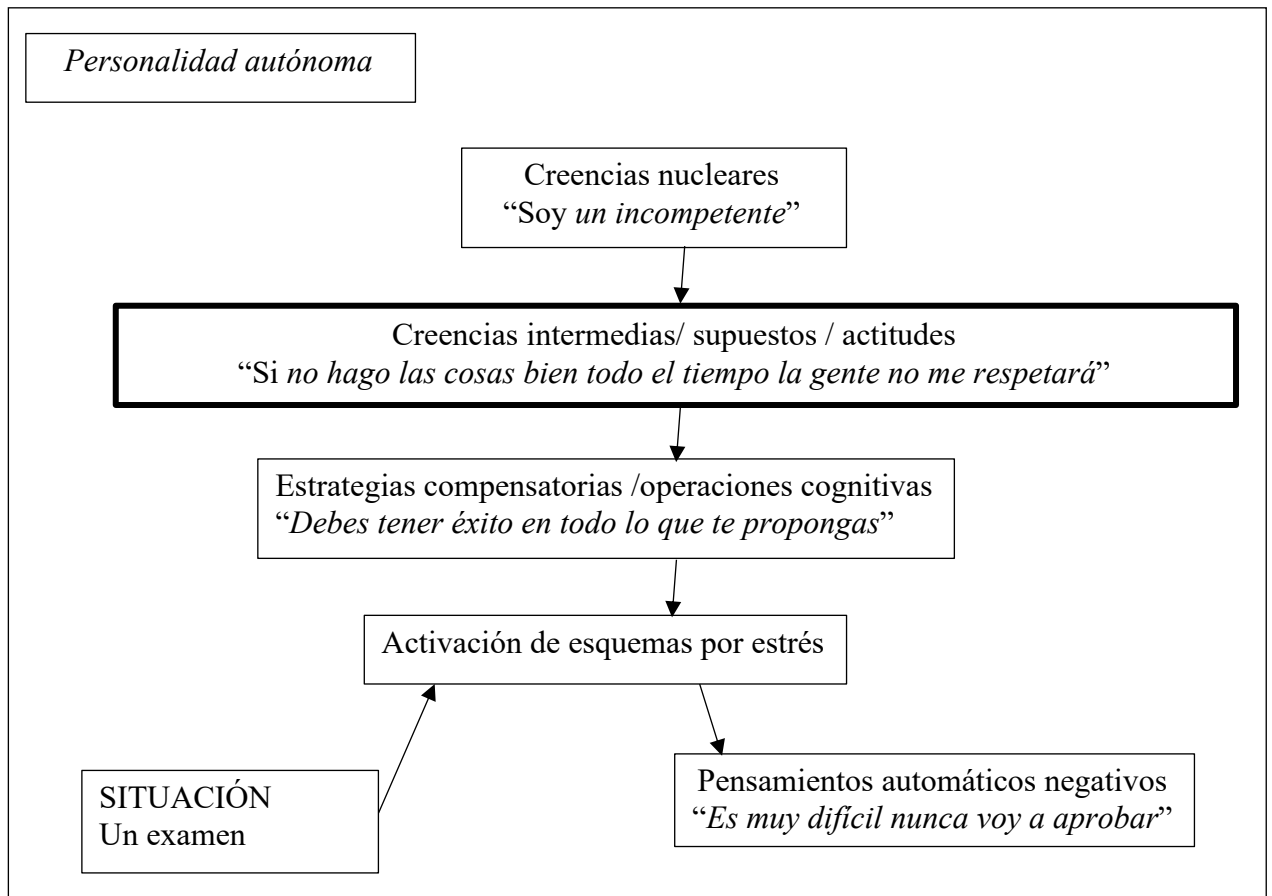 Personalidad autónoma
Creencias nucleares
“Soy un incompetente”
Creencias intermedias/ supuestos / actitudes
“Si no hago las cosas bien todo el tiempo la gente no me respetará”
Estrategias compensatorias /operaciones cognitivas
“Debes tener éxito en todo lo que te propongas”
Activación de esquemas por estrés
SITUACIÓN
Un examen
Pensamientos automáticos negativos
“Es muy difícil nunca voy a aprobar”